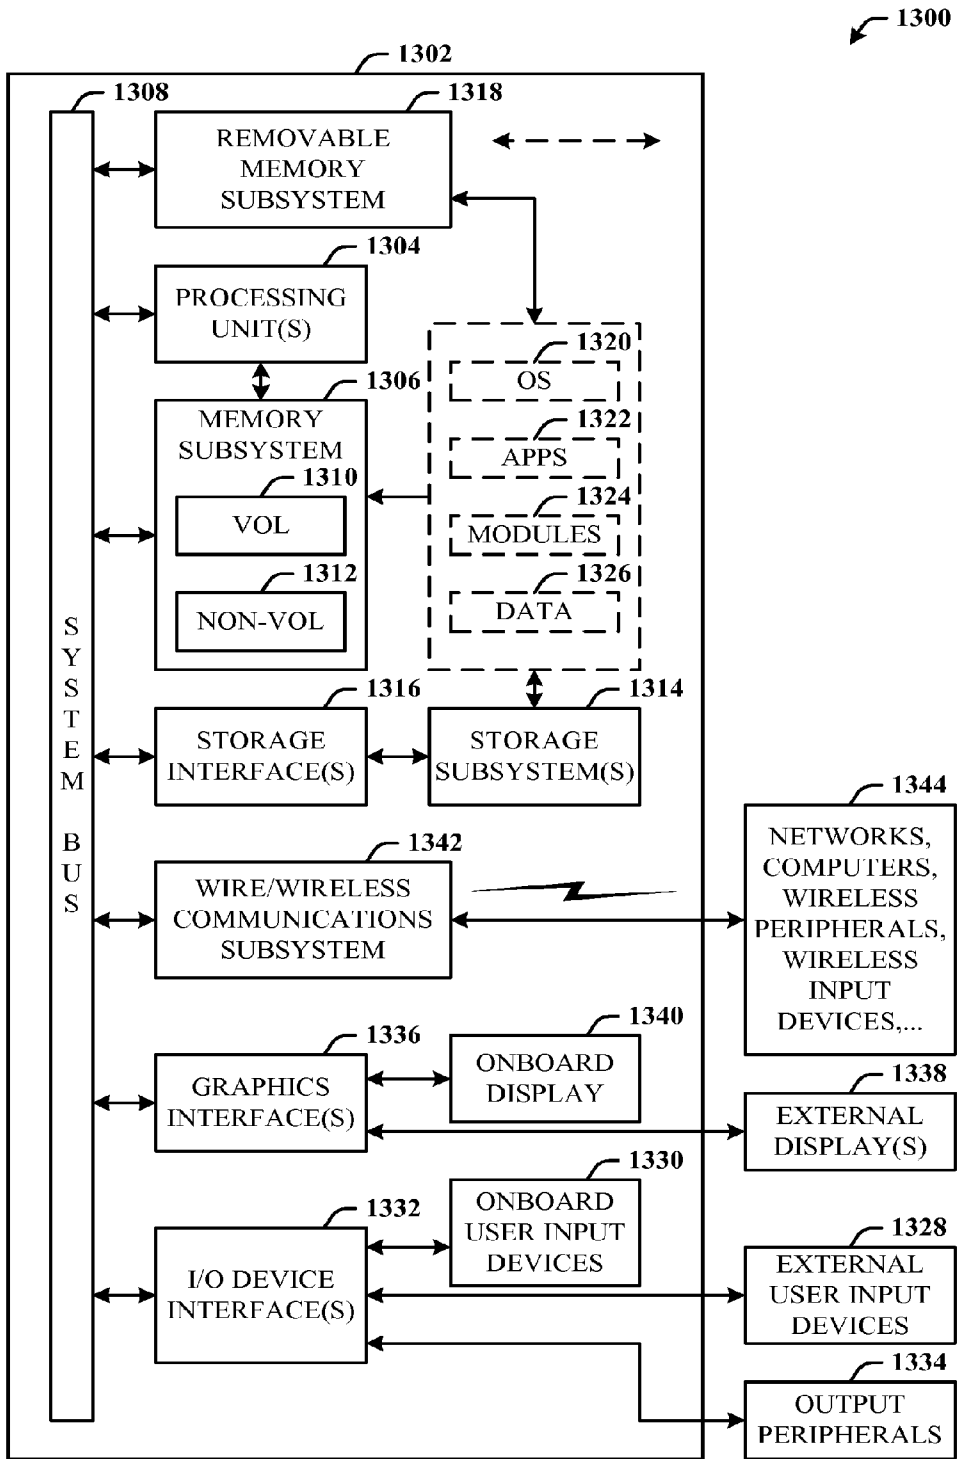 1300
1302
1308
1318
REMOVABLE
MEMORY
SUBSYSTEM
1304
PROCESSING
UNIT(S)
1306
MEMORY
SUBSYSTEM
1310
VOL
1312
NON-VOL
1320
OS
1322
APPS
1324
MODULES
1326
DATA
SYSTEM BUS
1316
STORAGE
INTERFACE(S)
1314
STORAGE
SUBSYSTEM(S)
1342
WIRE/WIRELESS
COMMUNICATIONS
SUBSYSTEM
1344
NETWORKS,
COMPUTERS,
WIRELESS
PERIPHERALS,
WIRELESS
INPUT
DEVICES,...
1336
GRAPHICS
INTERFACE(S)
1340
ONBOARD
DISPLAY
1338
EXTERNAL
DISPLAY(S)
1332
I/O DEVICE
INTERFACE(S)
1330
ONBOARD
USER INPUT
DEVICES
1328
EXTERNAL
USER INPUT
DEVICES
1334
OUTPUT
PERIPHERALS